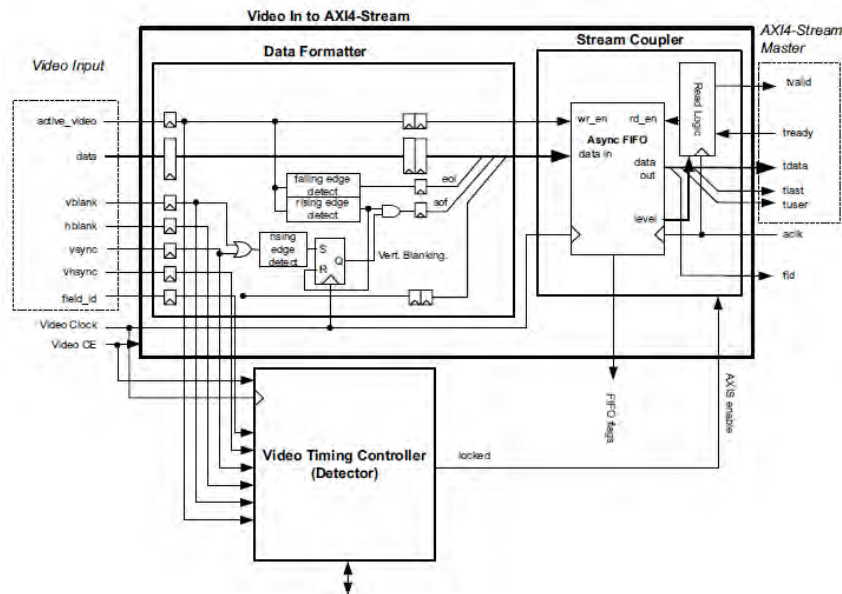 Video In to AXI4-Stream
Data Formatter
Stream Coupler
AXI4-Stream
Master
Video Input
active_video
data
vblank
hblank
vsync
vhsync
field_id
Video Clock
Video CE
falling edge
detect
rising edge
detect
eol
sof
rising
edge
detect
S
R
Q
Vert. Blanking.
wr_en
rd_en
Async FIFO
data in
data
out
level
Read Logic
tvalid
tready
tdata
tlast
tuser
aclk
fid
FIFO flags
AXIS enable
Video Timing Controller
(Detector)
locked